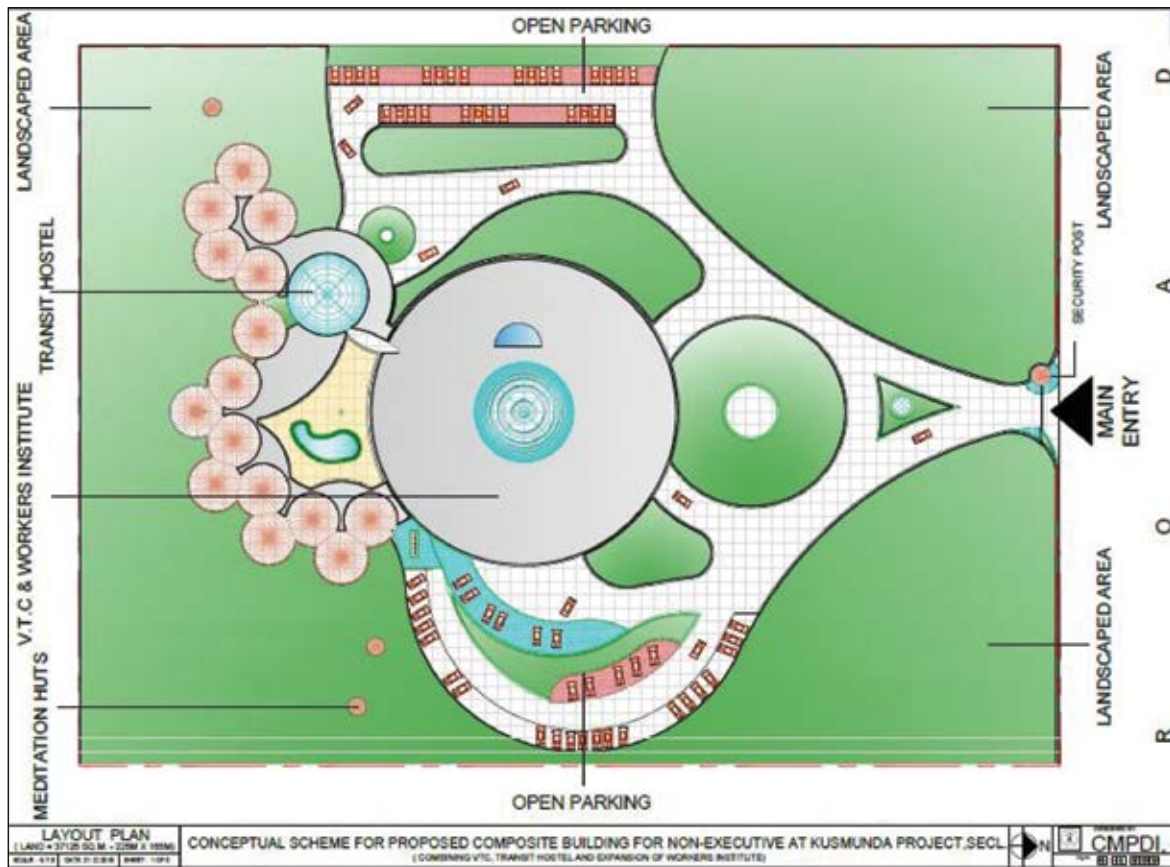 OPEN PARKING
LANDSCAPED AREA
TRANSIT HOSTEL
V.T.C & WORKERS INSTITUTE
MEDITATION HUTS
LANDSCAPED AREA
SECURITY POST
MAIN
ENTRY
LANDSCAPED AREA
R O A D
OPEN PARKING
LAYOUT PLAN
CONCEPTUAL SCHEME FOR PROPOSED COMPOSITE BUILDING FOR NON-EXECUTIVE AT KUSMUNDA PROJECT,SECL
( COMBINING VTC, TRANSIT HOSTEL AND EXPANSION OF WORKERS INSTITUTE )
N
CMPDI